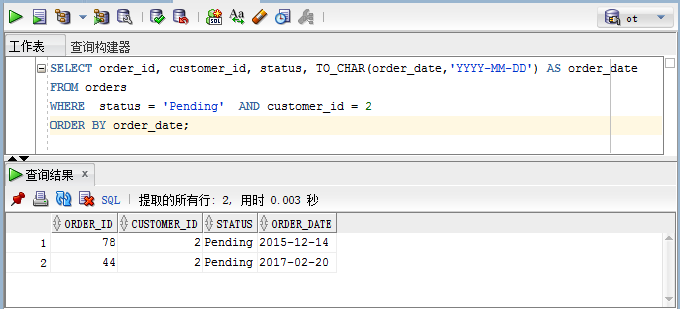 ot
工作表 查询构建器
SELECT order_id, customer_id, status, TO_CHAR(order_date,'YYYY-MM-DD') AS order_date
FROM orders
WHERE  status = 'Pending'  AND customer_id = 2
ORDER BY order_date;
查询结果 x
SQL | 提取的所有行: 2, 用时 0.003 秒
ORDER_ID CUSTOMER_ID STATUS ORDER_DATE
1 78 2 Pending 2015-12-14
2 44 2 Pending 2017-02-20